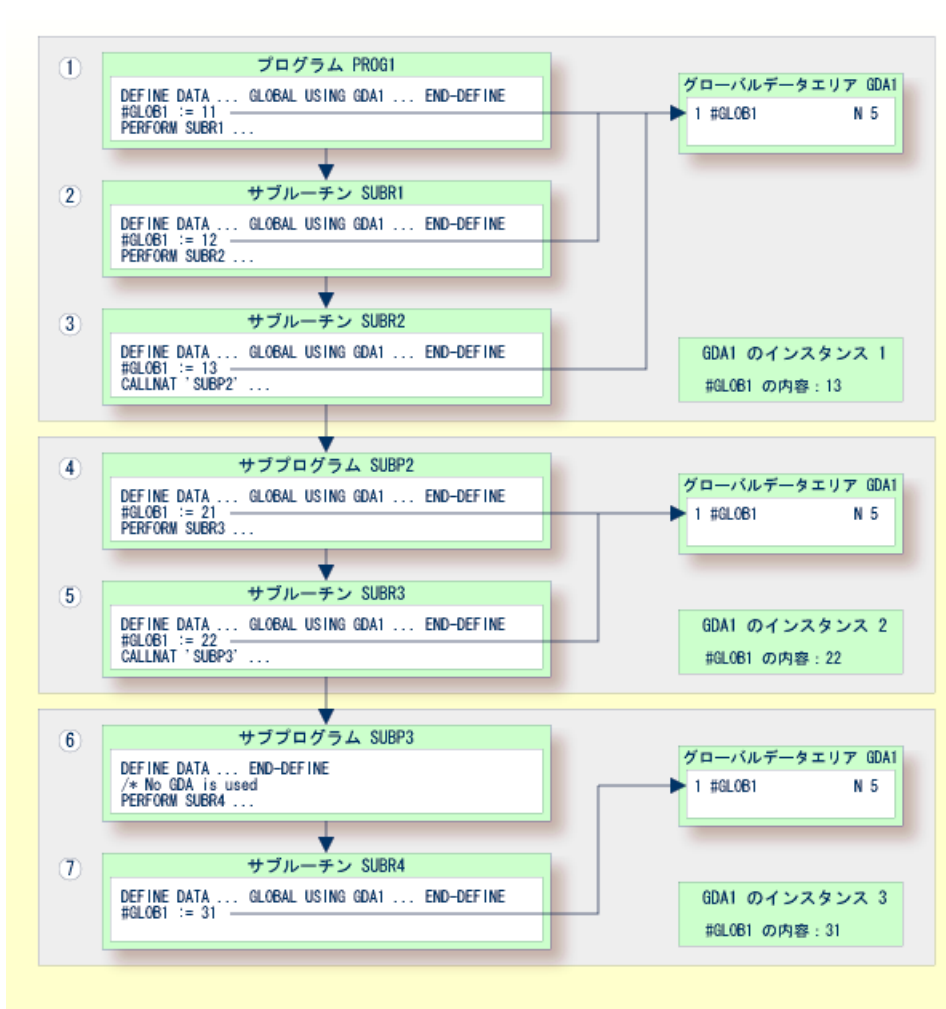 ① プログラム PROG1
DEFINE DATA ... GLOBAL USING GDA1 ... END-DEFINE
#GLOB1 := 11
PERFORM SUBR1 ...
グローバルデータエリア GDA1
1 #GLOB1 N 5
② サブルーチン SUBR1
DEFINE DATA ... GLOBAL USING GDA1 ... END-DEFINE
#GLOB1 := 12
PERFORM SUBR2 ...
③ サブルーチン SUBR2
DEFINE DATA ... GLOBAL USING GDA1 ... END-DEFINE
#GLOB1 := 13
CALLNAT 'SUBP2' ...
GDA1 のインスタンス 1
#GLOB1 の内容：13
④ サブプログラム SUBP2
DEFINE DATA ... GLOBAL USING GDA1 ... END-DEFINE
#GLOB1 := 21
PERFORM SUBR3 ...
グローバルデータエリア GDA1
1 #GLOB1 N 5
⑤ サブルーチン SUBR3
DEFINE DATA ... GLOBAL USING GDA1 ... END-DEFINE
#GLOB1 := 22
CALLNAT 'SUBP3' ...
GDA1 のインスタンス 2
#GLOB1 の内容：22
⑥ サブプログラム SUBP3
DEFINE DATA ... END-DEFINE
/* No GDA is used
PERFORM SUBR4 ...
グローバルデータエリア GDA1
1 #GLOB1 N 5
⑦ サブルーチン SUBR4
DEFINE DATA ... GLOBAL USING GDA1 ... END-DEFINE
#GLOB1 := 31
GDA1 のインスタンス 3
#GLOB1 の内容：31